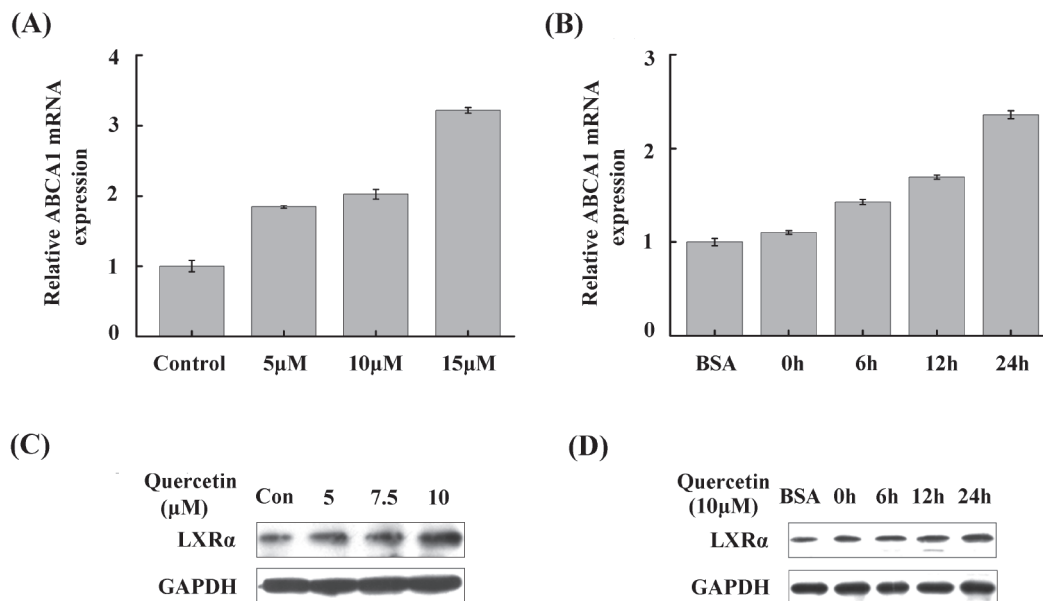 (A)
Relative ABCA1 mRNA
expression
4
3
2
1
0
Control 5μM 10μM 15μM
(B)
Relative ABCA1 mRNA
expression
3
2
1
0
BSA 0h 6h 12h 24h
(C)
Quercetin
(μM)
Con 5 7.5 10
LXRα
GAPDH
(D)
Quercetin
(10μM)
BSA 0h 6h 12h 24h
LXRα
GAPDH